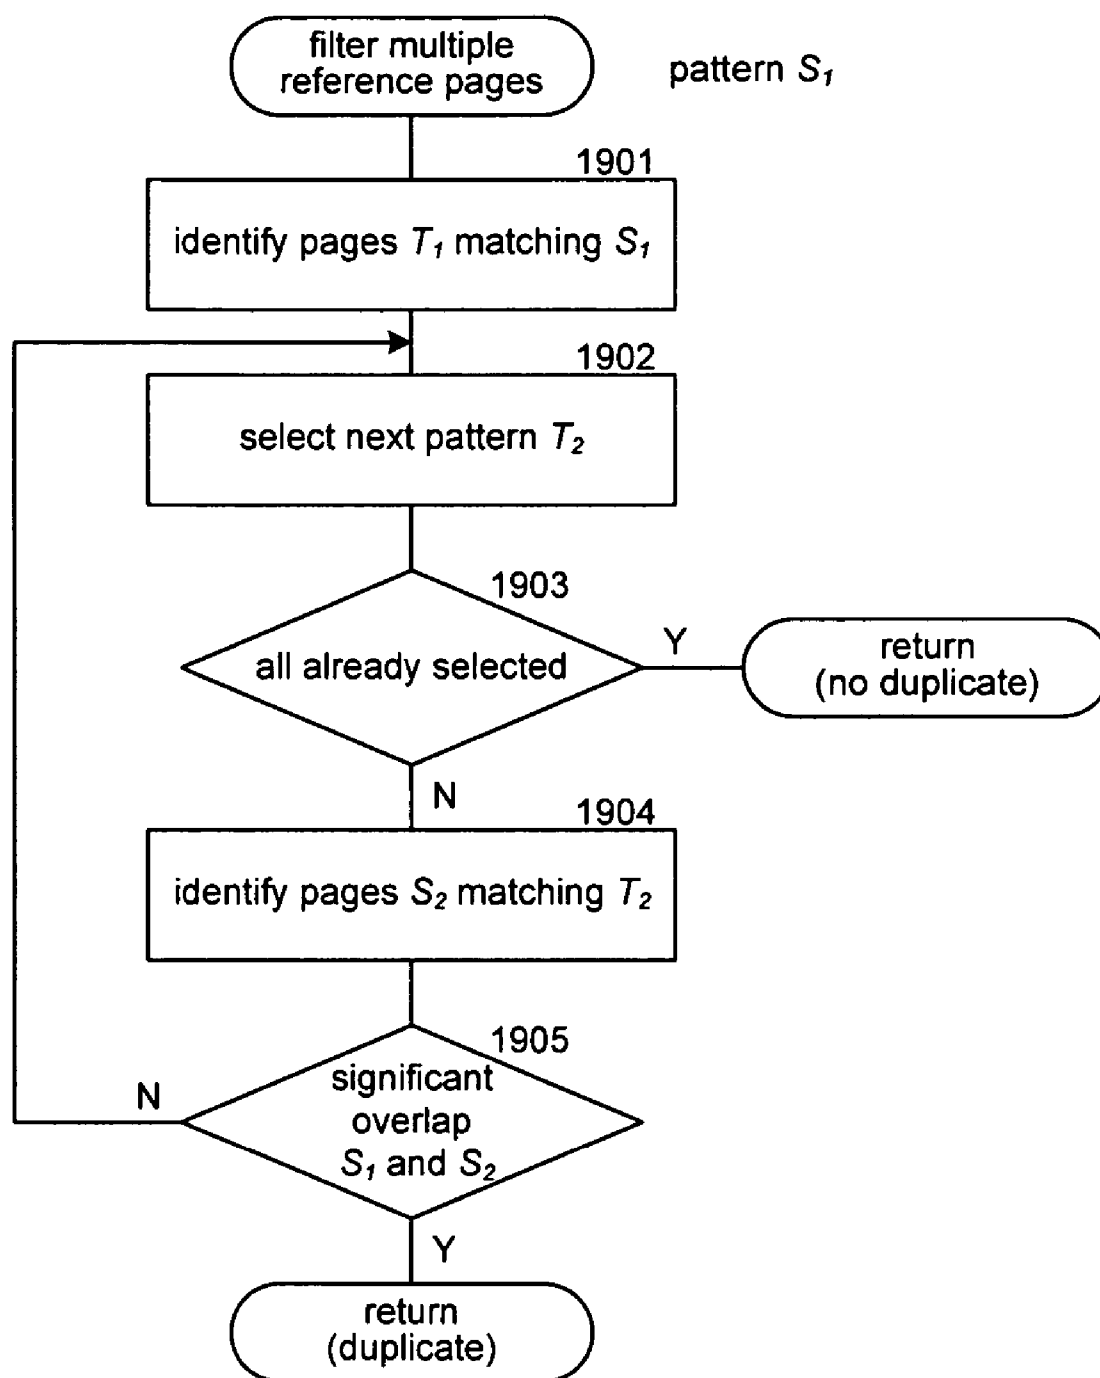 filter multiple
reference pages
pattern S₁
1901
identify pages T₁ matching S₁
1902
select next pattern T₂
1903
all already selected
Y
return
(no duplicate)
N
1904
identify pages S₂ matching T₂
1905
significant
overlap
S₁ and S₂
N
Y
return
(duplicate)